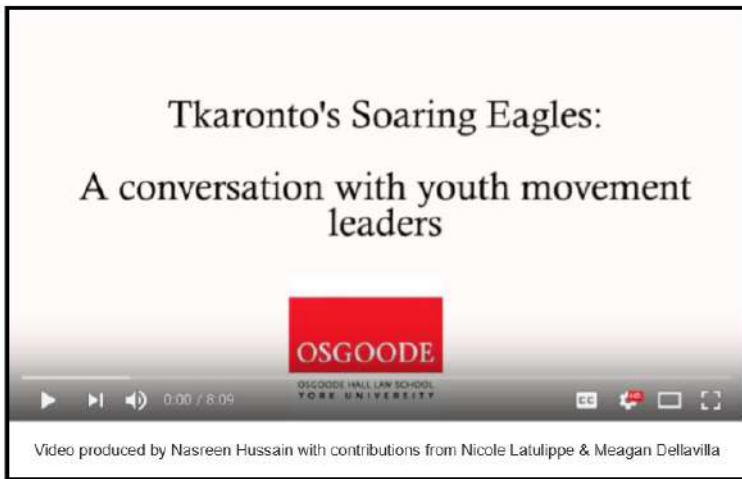 Tkaronto's Soaring Eagles:
A conversation with youth movement
leaders
OSGOODE
OSGOODE HALL LAW SCHOOL
YORK UNIVERSITY
0:00 / 8:09
CC
HD
Video produced by Nasreen Hussain with contributions from Nicole Latulippe & Meagan Dellavilla